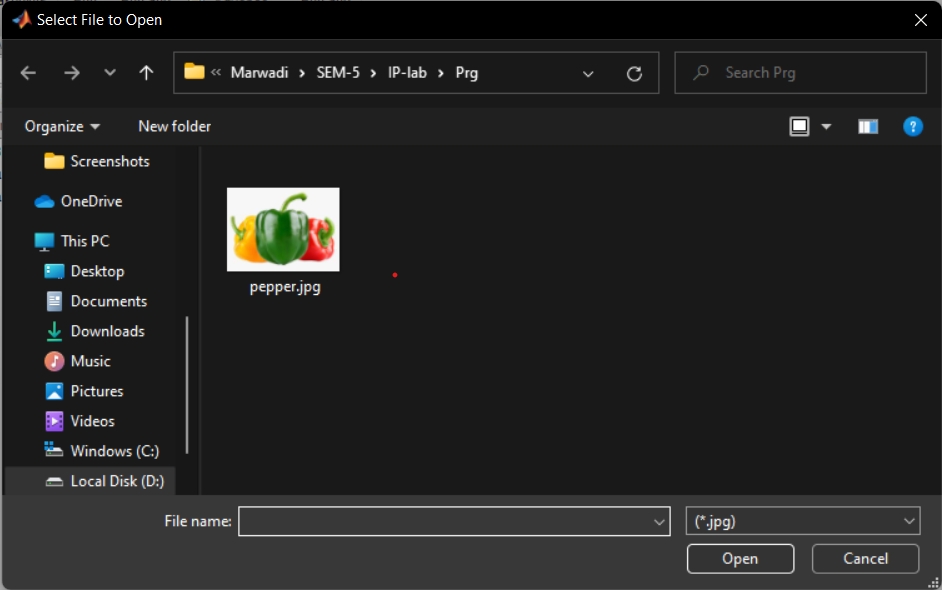 Select File to Open
« Marwadi › SEM-5 › IP-lab › Prg
Search Prg
Organize
New folder
Screenshots
OneDrive
This PC
Desktop
Documents
Downloads
Music
Pictures
Videos
Windows (C:)
Local Disk (D:)
pepper.jpg
File name:
(*.jpg)
Open
Cancel